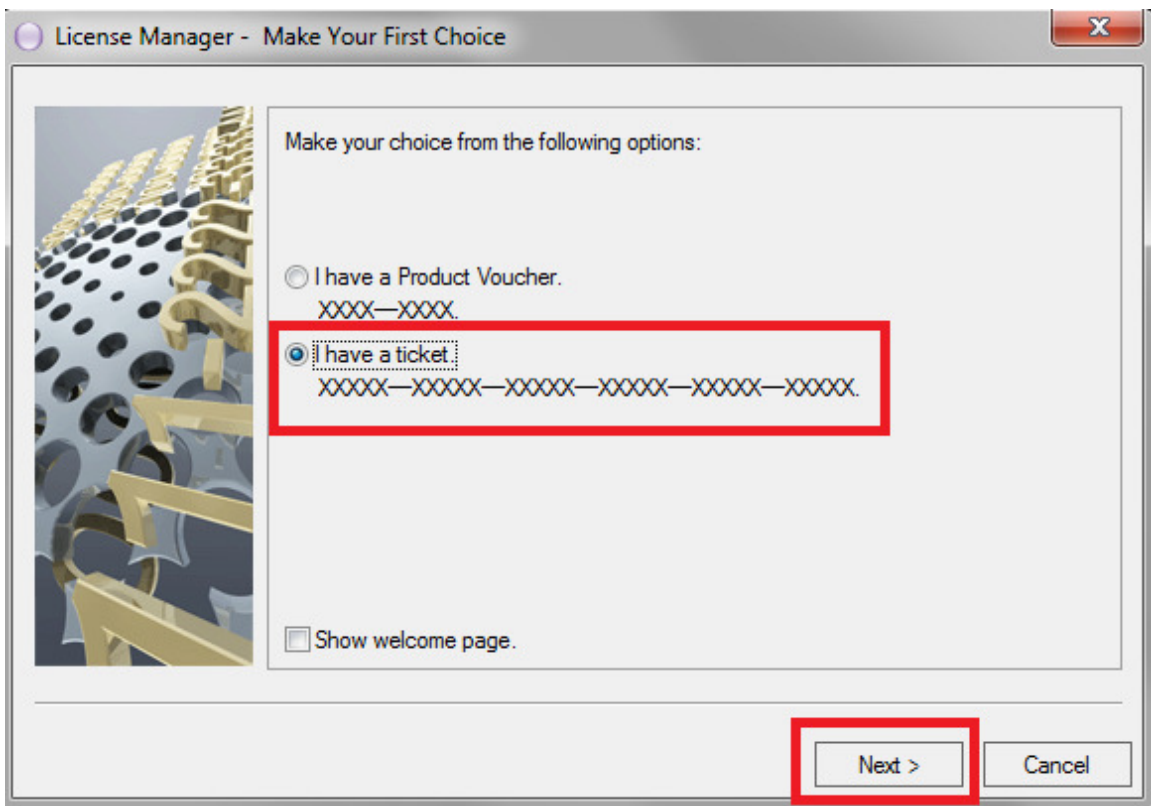 License Manager - Make Your First Choice
Make your choice from the following options:
I have a Product Voucher.
XXXX—XXXX.
I have a ticket.
XXXXX—XXXXX—XXXXX—XXXXX—XXXXX—XXXXX.
Show welcome page.
Next >
Cancel